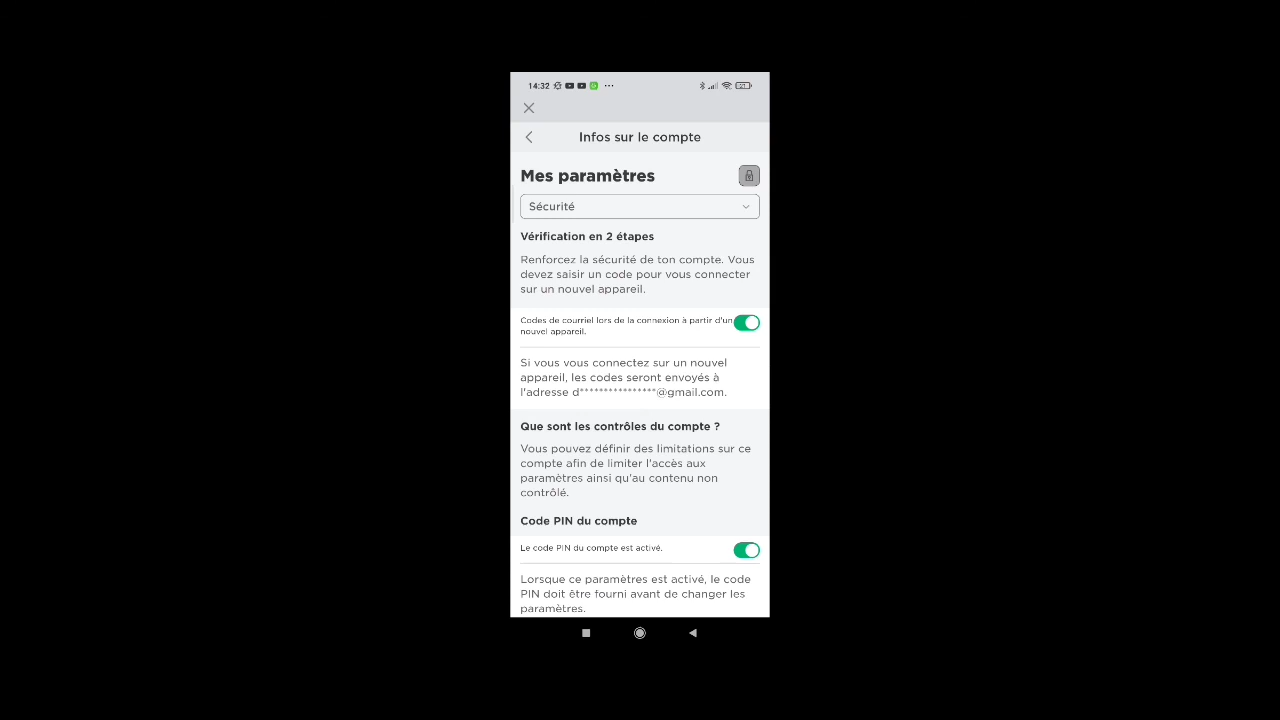 14:32
Infos sur le compte
Mes paramètres
Sécurité
Vérification en 2 étapes
Renforcez la sécurité de ton compte. Vous
devez saisir un code pour vous connecter
sur un nouvel appareil.
Codes de courriel lors de la connexion à partir d'un
nouvel appareil.
Si vous vous connectez sur un nouvel
appareil, les codes seront envoyés à
l'adresse d****************@gmail.com.
Que sont les contrôles du compte ?
Vous pouvez définir des limitations sur ce
compte afin de limiter l'accès aux
paramètres ainsi qu'au contenu non
contrôlé.
Code PIN du compte
Le code PIN du compte est activé.
Lorsque ce paramètres est activé, le code
PIN doit être fourni avant de changer les
paramètres.